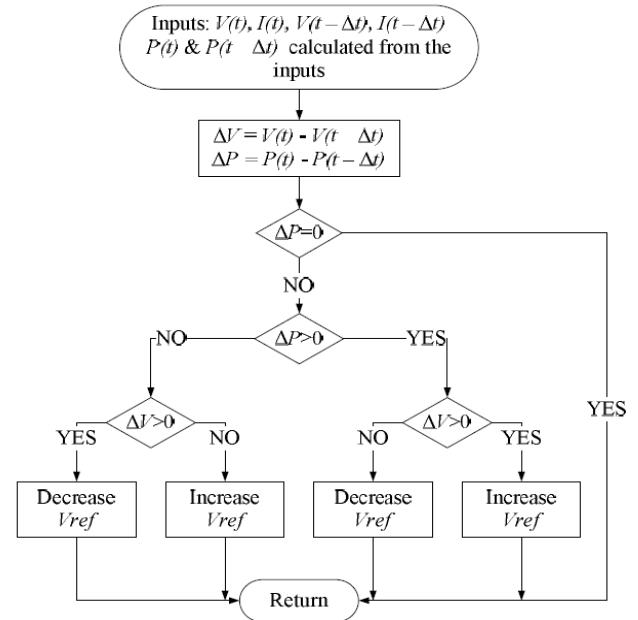 Inputs: V(t), I(t), V(t – Δt), I(t – Δt)
P(t) & P(t Δt) calculated from the
inputs
ΔV = V(t) - V(t Δt)
ΔP = P(t) - P(t – Δt)
ΔP=0
NO
NO
ΔP>0
YES
YES
ΔV>0
ΔV>0
YES
NO
NO
YES
Decrease
Vref
Increase
Vref
Decrease
Vref
Increase
Vref
Return